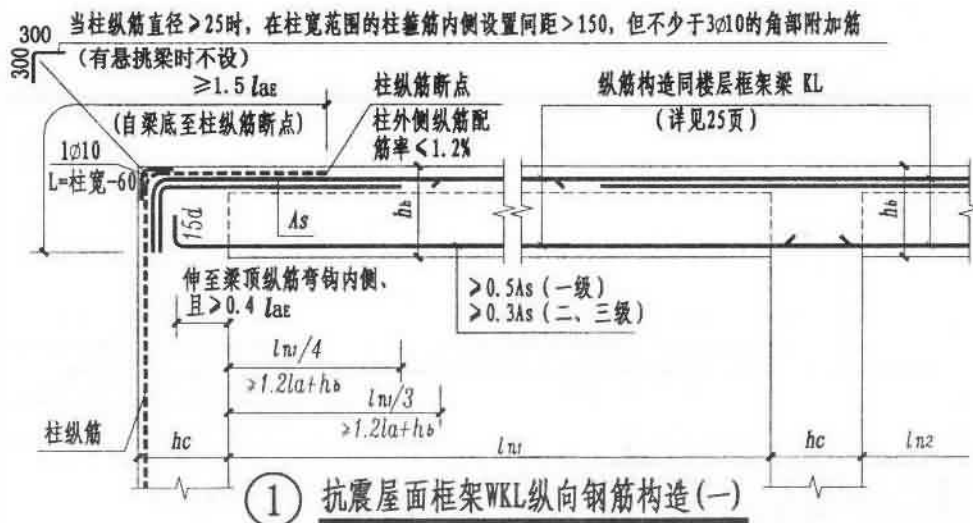 当柱纵筋直径≥25时，在柱宽范围的柱箍筋内侧设置间距>150，但不少于3ø10的角部附加筋
300
300
(有悬挑梁时不设)
≥1.5 laE
(自梁底至柱纵筋断点)
柱纵筋断点
柱外侧纵筋配
筋率<1.2%
纵筋构造同楼层框架梁 KL
(详见25页)
1ø10
L=柱宽-60
15d
As
hb
hb
伸至梁顶纵筋弯钩内侧、
且≥0.4 laE
≥0.5As(一级)
≥0.3As(二、三级)
ln1/4
≥1.2la+hb
ln1/3
≥1.2la+hb
柱纵筋
hc
ln1
hc
ln2
① 抗震屋面框架WKL纵向钢筋构造(一)